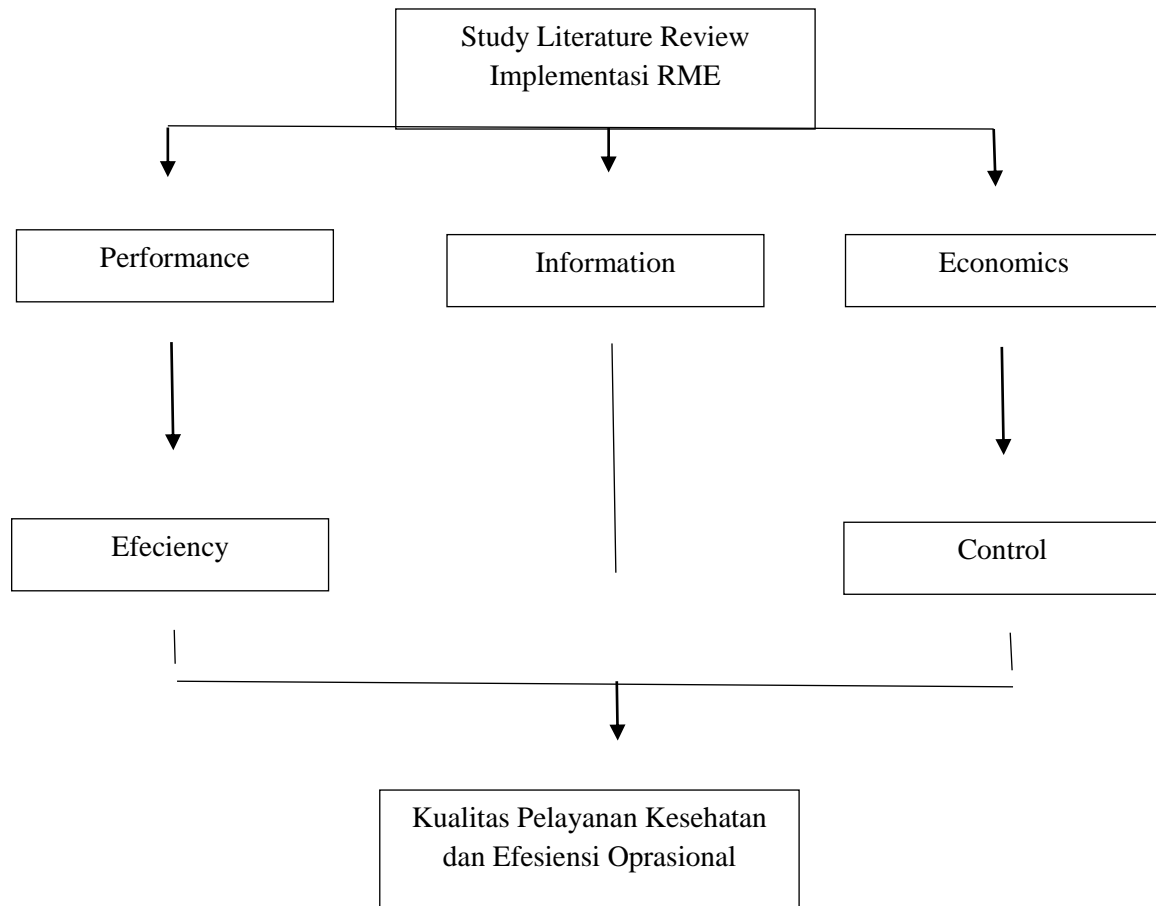 Study Literature Review
Implementasi RME
Performance
Information
Economics
Efeciency
Control
Kualitas Pelayanan Kesehatan
dan Efesiensi Oprasional